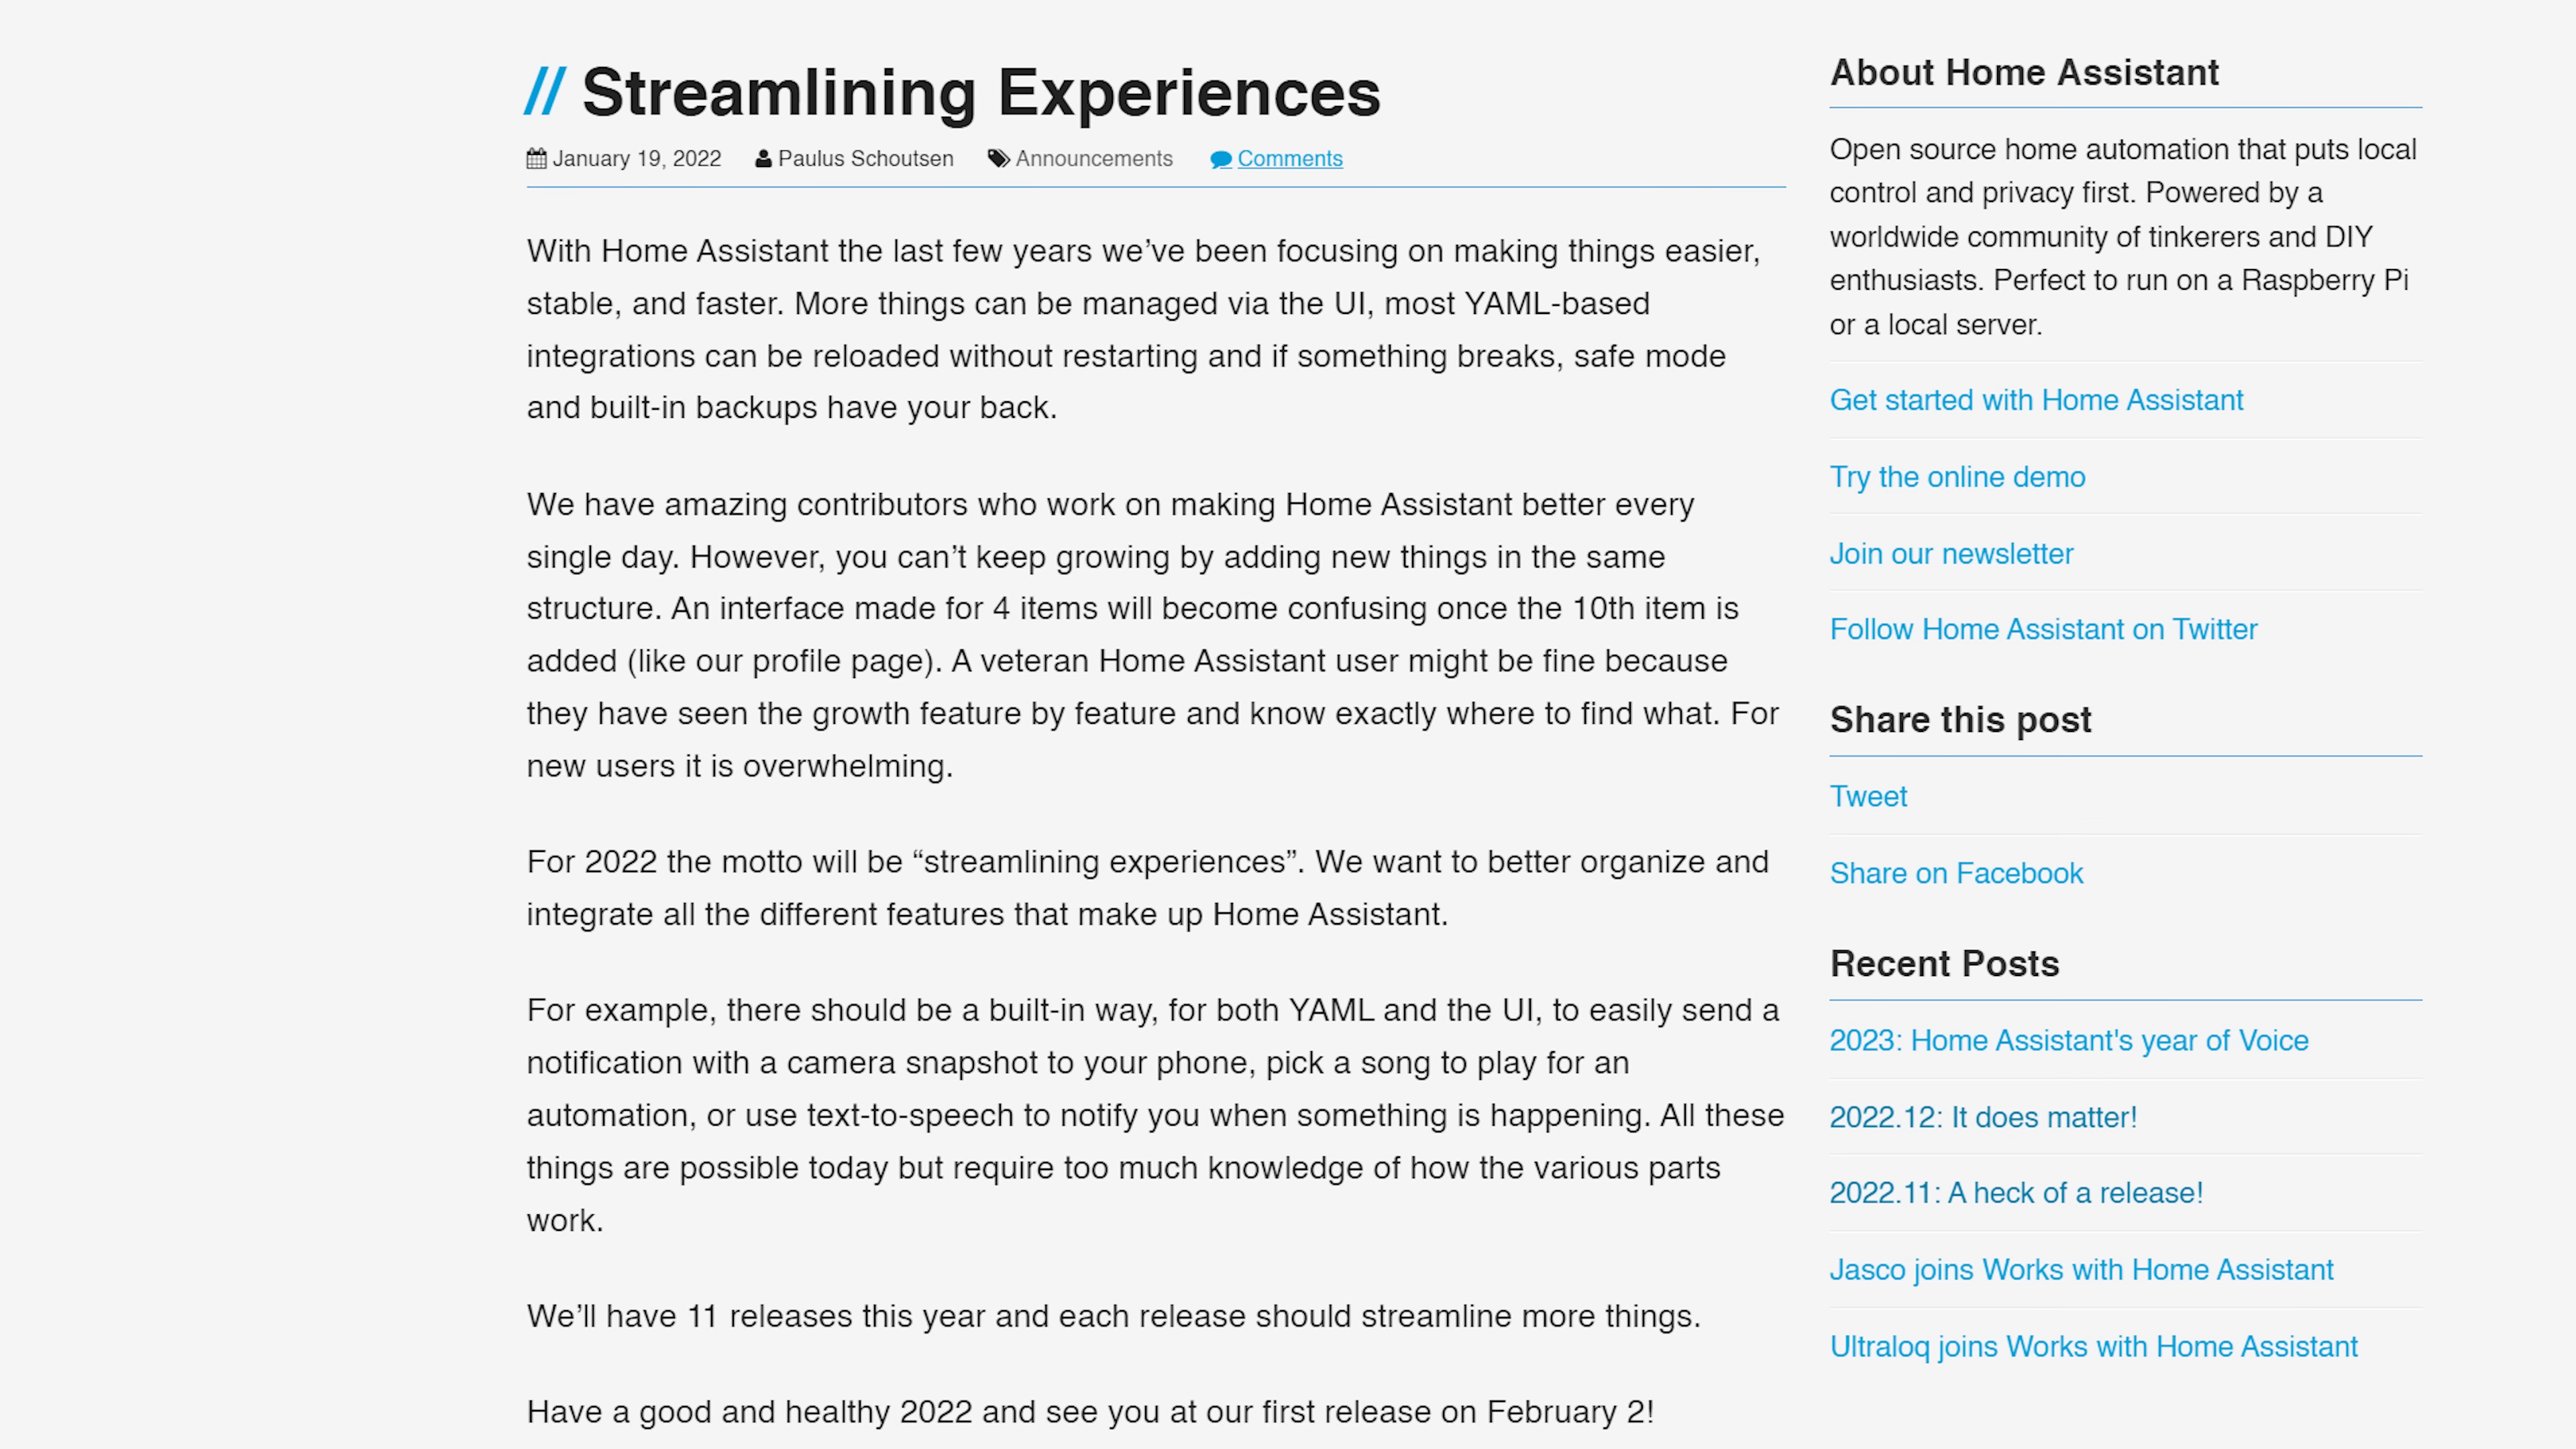 // Streamlining Experiences
January 19, 2022 Paulus Schoutsen Announcements Comments
With Home Assistant the last few years we’ve been focusing on making things easier,
stable, and faster. More things can be managed via the UI, most YAML-based
integrations can be reloaded without restarting and if something breaks, safe mode
and built-in backups have your back.
We have amazing contributors who work on making Home Assistant better every
single day. However, you can’t keep growing by adding new things in the same
structure. An interface made for 4 items will become confusing once the 10th item is
added (like our profile page). A veteran Home Assistant user might be fine because
they have seen the growth feature by feature and know exactly where to find what. For
new users it is overwhelming.
For 2022 the motto will be “streamlining experiences”. We want to better organize and
integrate all the different features that make up Home Assistant.
For example, there should be a built-in way, for both YAML and the UI, to easily send a
notification with a camera snapshot to your phone, pick a song to play for an
automation, or use text-to-speech to notify you when something is happening. All these
things are possible today but require too much knowledge of how the various parts
work.
We’ll have 11 releases this year and each release should streamline more things.
Have a good and healthy 2022 and see you at our first release on February 2!
About Home Assistant
Open source home automation that puts local
control and privacy first. Powered by a
worldwide community of tinkerers and DIY
enthusiasts. Perfect to run on a Raspberry Pi
or a local server.
Get started with Home Assistant
Try the online demo
Join our newsletter
Follow Home Assistant on Twitter
Share this post
Tweet
Share on Facebook
Recent Posts
2023: Home Assistant's year of Voice
2022.12: It does matter!
2022.11: A heck of a release!
Jasco joins Works with Home Assistant
Ultraloq joins Works with Home Assistant